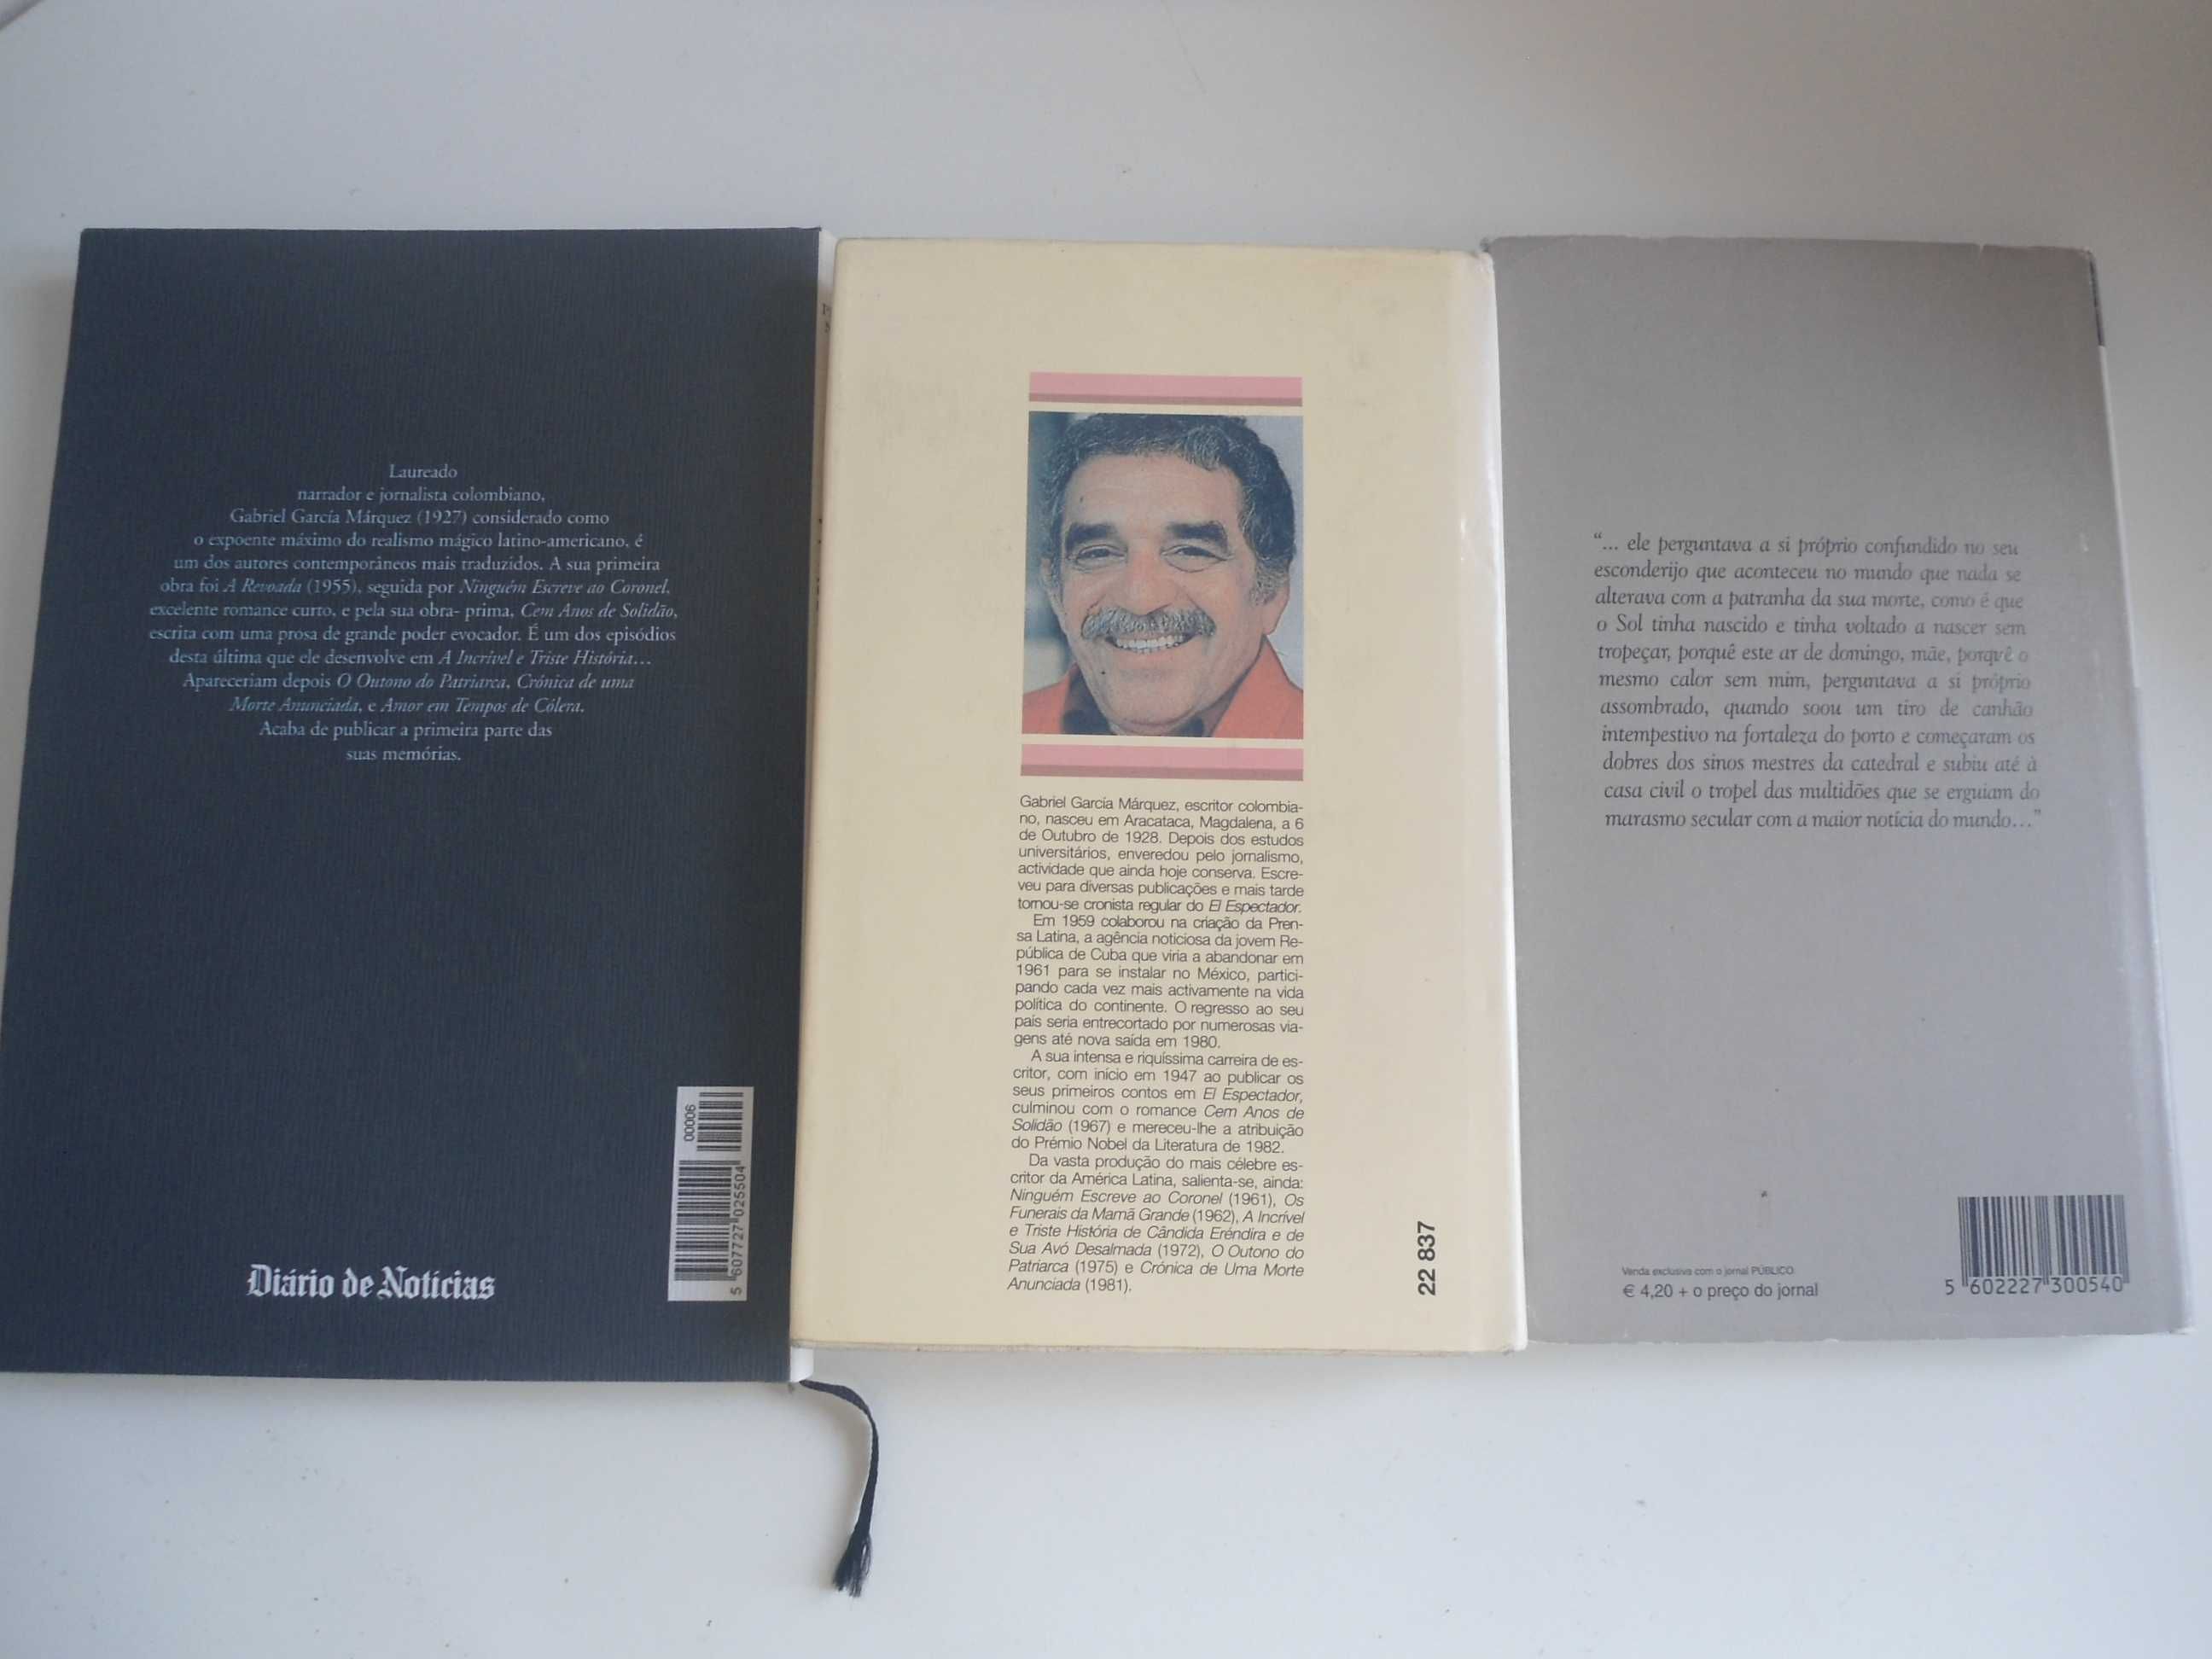 Laureado
narrador e jornalista colombiano,
Gabriel García Márquez (1927) considerado como
o expoente máximo do realismo mágico latino-americano, é
um dos autores contemporâneos mais traduzidos. A sua primeira
obra foi A Revoada (1955), seguida por Ninguém Escreve ao Coronel,
excelente romance curto, e pela sua obra- prima, Cem Anos de Solidão,
escrita com uma prosa de grande poder evocador. É um dos episódios
desta última que ele desenvolve em A Incrível e Triste História...
Apareceriam depois O Outono do Patriarca, Crónica de uma
Morte Anunciada, e Amor em Tempos de Cólera.
Acaba de publicar a primeira parte das
suas memórias.
00006
5 607727 025504
Diário de Notícias
Gabriel García Márquez, escritor colombia-
no, nasceu em Aracataca, Magdalena, a 6
de Outubro de 1928. Depois dos estudos
universitários, enveredou pelo jornalismo,
actividade que ainda hoje conserva. Escre-
veu para diversas publicações e mais tarde
tornou-se cronista regular do El Espectador.
Em 1959 colaborou na criação da Pren-
sa Latina, a agência noticiosa da jovem Re-
pública de Cuba que viria a abandonar em
1961 para se instalar no México, partici-
pando cada vez mais activamente na vida
política do continente. O regresso ao seu
país seria entrecortado por numerosas via-
gens até nova saída em 1980.
A sua intensa e riquíssima carreira de es-
critor, com início em 1947 ao publicar os
seus primeiros contos em El Espectador,
culminou com o romance Cem Anos de
Solidão (1967) e mereceu-lhe a atribuição
do Prémio Nobel da Literatura de 1982.
Da vasta produção do mais célebre es-
critor da América Latina, salienta-se, ainda:
Ninguém Escreve ao Coronel (1961), Os
Funerais da Mamã Grande (1962), A Incrível
e Triste História de Cândida Eréndira e de
Sua Avó Desalmada (1972), O Outono do
Patriarca (1975) e Crónica de Uma Morte
Anunciada (1981).
22 837
"... ele perguntava a si próprio confundido no seu
esconderijo que aconteceu no mundo que nada se
alterava com a patranha da sua morte, como é que
o Sol tinha nascido e tinha voltado a nascer sem
tropeçar, porquê este ar de domingo, mãe, porquê o
mesmo calor sem mim, perguntava a si próprio
assombrado, quando soou um tiro de canhão
intempestivo na fortaleza do porto e começaram os
dobres dos sinos mestres da catedral e subiu até à
casa civil o tropel das multidões que se erguiam do
marasmo secular com a maior notícia do mundo..."
Venda exclusiva com o jornal PÚBLICO.
€ 4,20 + o preço do jornal
5 602227 300540